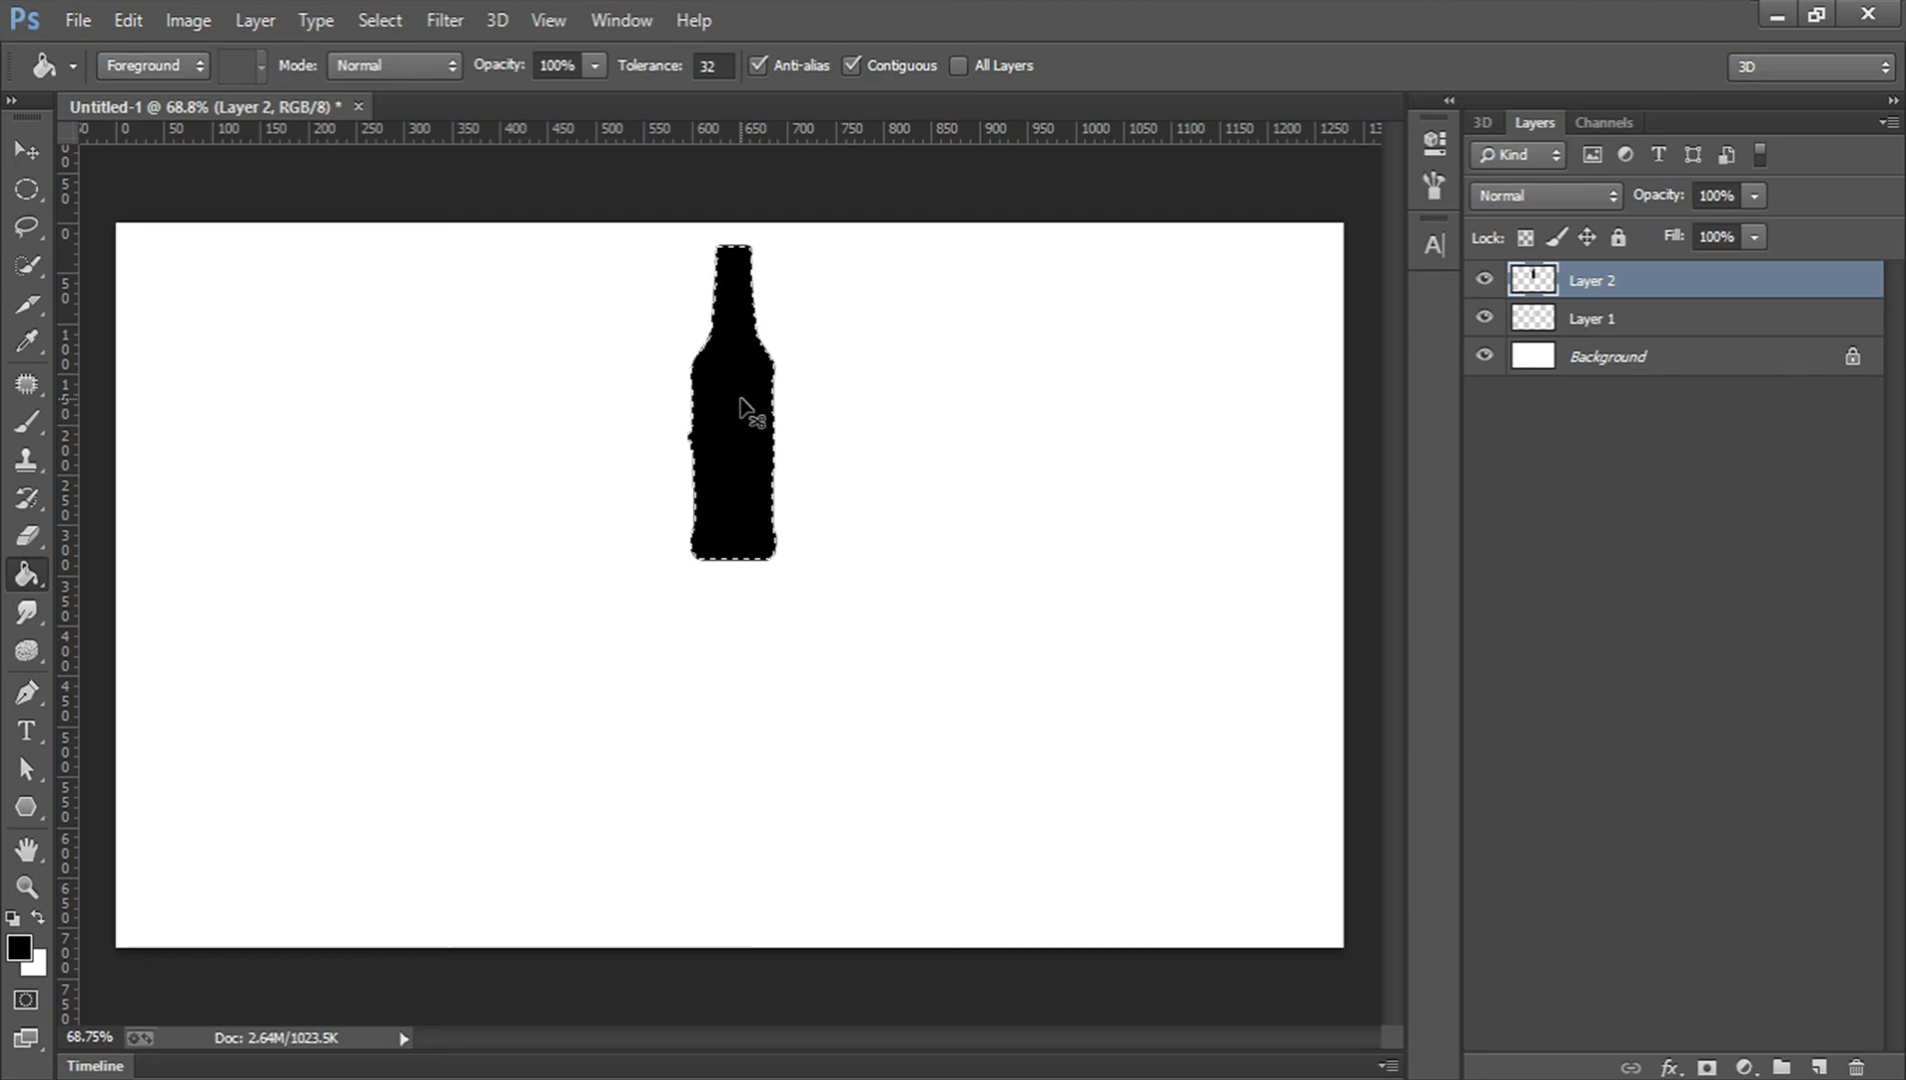 Ps File Edit Image Layer Type Select Filter 3D View Window Help
Foreground Mode: Normal Opacity: 100% Tolerance: 32 Anti-alias Contiguous All Layers 3D
Untitled-1 @ 68.8% (Layer 2, RGB/8) *
0 50 100 150 200 250 300 350 400 450 500 550 600 650 700 750 800 850 900 950 1000 1050 1100 1150 1200 1250
3D Layers Channels
Kind
Normal Opacity: 100%
Lock: Fill: 100%
Layer 2
Layer 1
Background
68.75% Doc: 2.64M/1023.5K
Timeline